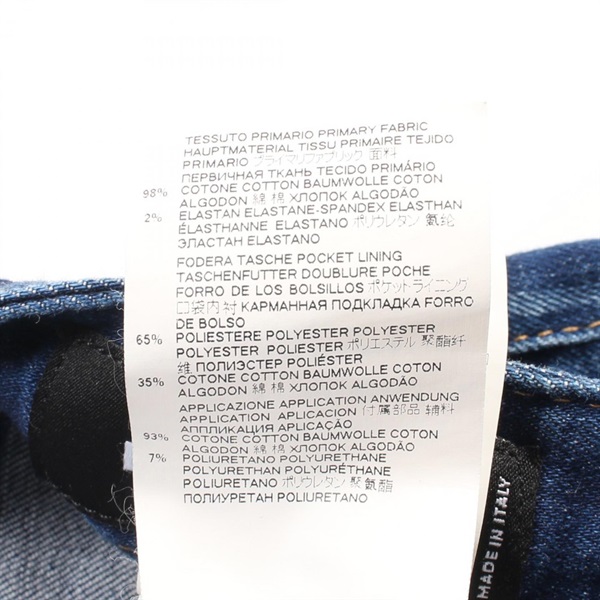 TESSUTO PRIMARIO PRIMARY FABRIC
HAUPTMATERIAL TISSU PRIMAIRE TEJIDO
PRIMARIO プライマリファブリック 面料
ПЕРВИЧНАЯ ТКАНЬ TECIDO PRIMÁRIO
98% COTONE COTTON BAUMWOLLE COTON
ALGODON 綿 棉 ХЛОПОК ALGODÃO
2% ELASTAN ELASTANE-SPANDEX ELASTHAN
ÉLASTHANNE ELASTANO ポリウレタン 氨纶
ЭЛАСТАН ELASTANO
FODERA TASCHE POCKET LINING
TASCHENFUTTER DOUBLURE POCHE
FORRO DE LOS BOLSILLOS ポケットライニング
口袋内衬 КАРМАННАЯ ПОДКЛАДКА FORRO
DE BOLSO
65% POLIESTERE POLYESTER POLYESTER
POLYESTER POLIESTER ポリエステル 聚酯纤
维 ПОЛИЭСТЕР POLIÉSTER
35% COTONE COTTON BAUMWOLLE COTON
ALGODON 綿 棉 ХЛОПОК ALGODÃO
APPLICAZIONE APPLICATION ANWENDUNG
APPLICATION APLICACION 付属部品 辅料
АППЛИКАЦИЯ APLICAÇÃO
93% COTONE COTTON BAUMWOLLE COTON
ALGODON 綿 棉 ХЛОПОК ALGODÃO
7% POLIURETANO POLYURETHANE
POLYURETHAN POLYURÉTHANE
POLIURETANO ポリウレタン 聚氨酯
ПОЛИУРЕТАН POLIURETANO
MADE IN ITALY